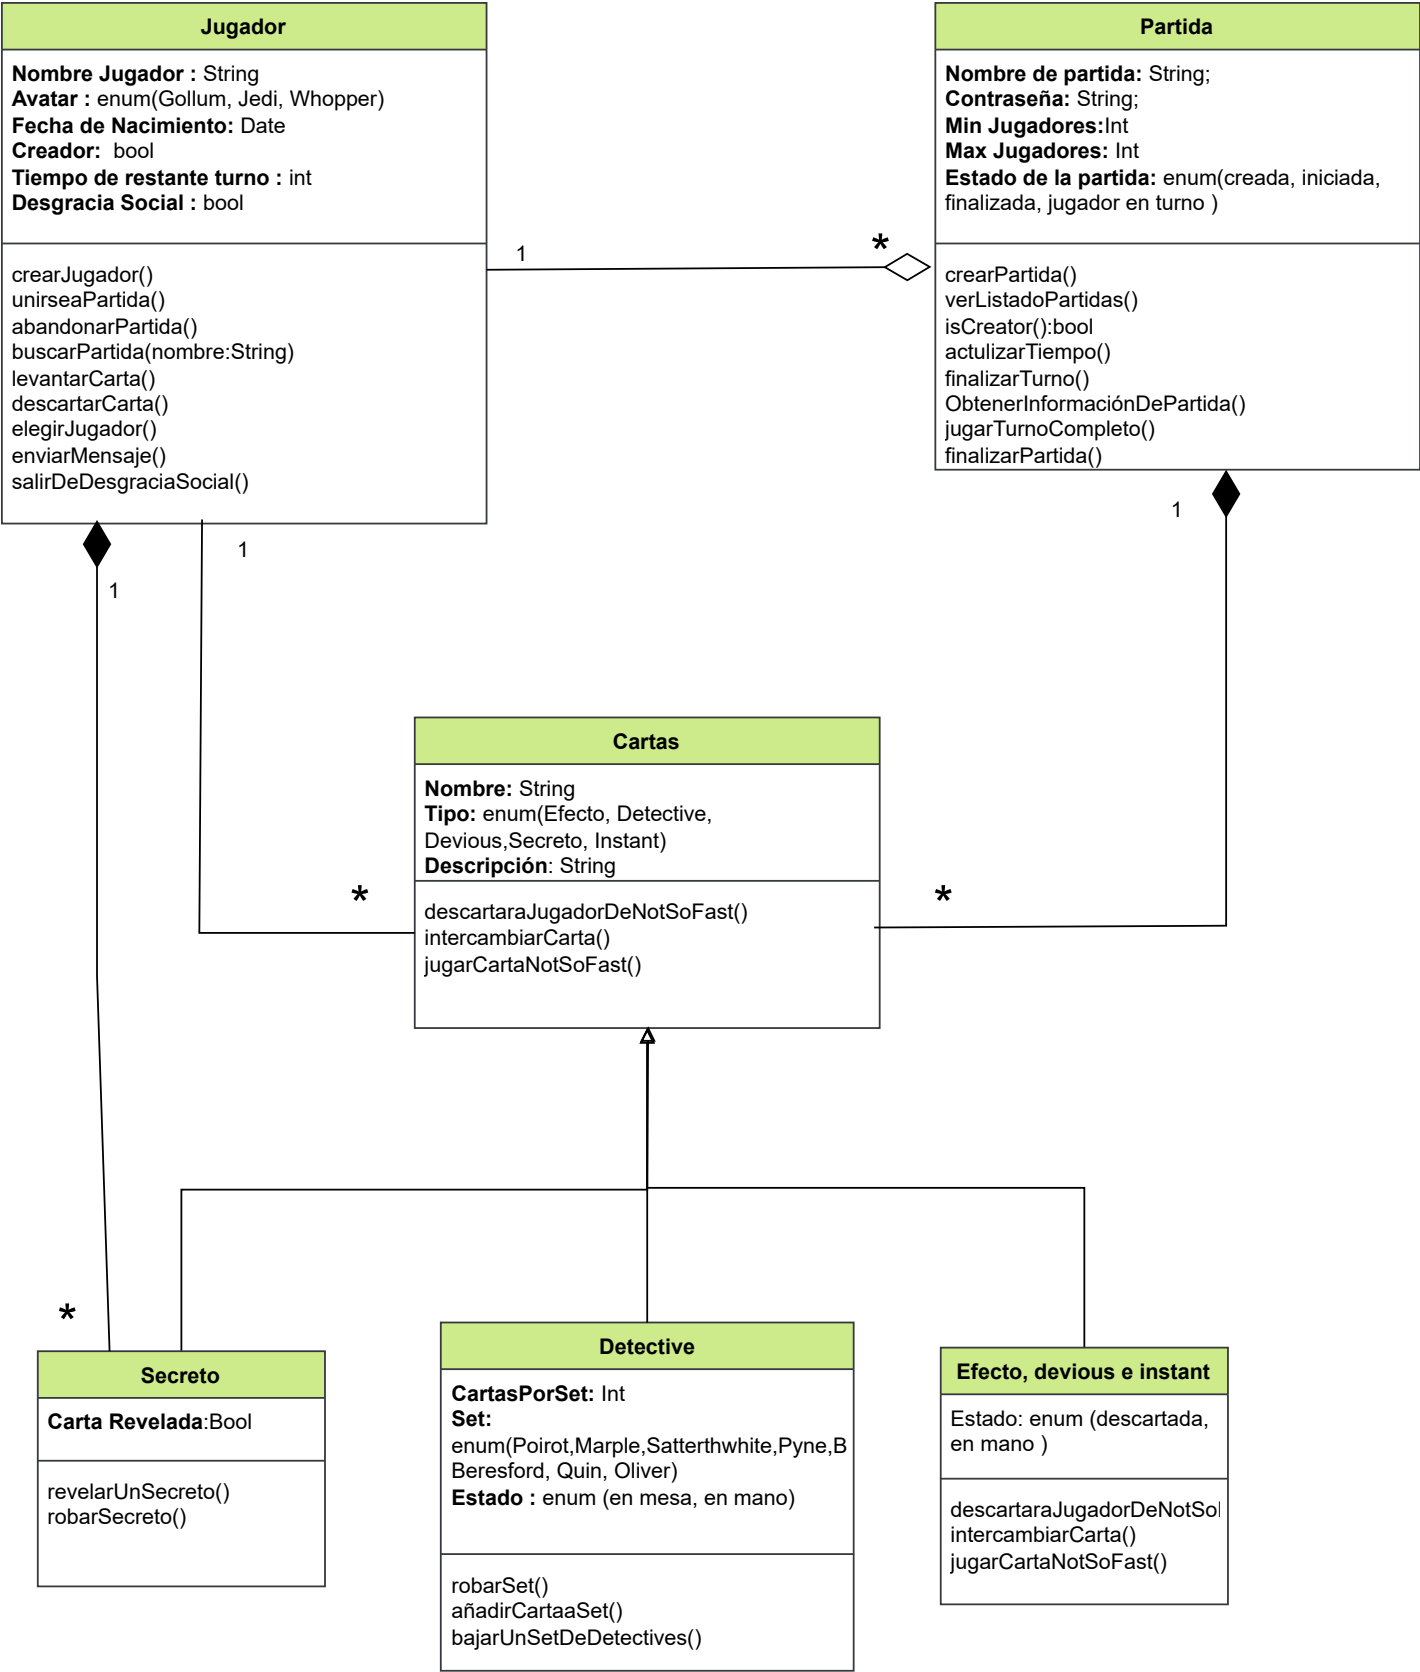 Jugador
Nombre Jugador : String
Avatar : enum(Gollum, Jedi, Whopper)
Fecha de Nacimiento: Date
Creador: bool
Tiempo de restante turno : int
Desgracia Social : bool
crearJugador()
unirseaPartida()
abandonarPartida()
buscarPartida(nombre:String)
levantarCarta()
descartarCarta()
elegirJugador()
enviarMensaje()
salirDeDesgraciaSocial()
Partida
Nombre de partida: String;
Contraseña: String;
Min Jugadores:Int
Max Jugadores: Int
Estado de la partida: enum(creada, iniciada,
finalizada, jugador en turno )
crearPartida()
verListadoPartidas()
isCreator():bool
actulizarTiempo()
finalizarTurno()
ObtenerInformaciónDePartida()
jugarTurnoCompleto()
finalizarPartida()
1
*
1
1
1
Cartas
Nombre: String
Tipo: enum(Efecto, Detective,
Devious,Secreto, Instant)
Descripción: String
descartaraJugadorDeNotSoFast()
intercambiarCarta()
jugarCartaNotSoFast()
*
*
*
Secreto
Carta Revelada:Bool
revelarUnSecreto()
robarSecreto()
Detective
CartasPorSet: Int
Set:
enum(Poirot,Marple,Satterthwhite,Pyne,B
Beresford, Quin, Oliver)
Estado : enum (en mesa, en mano)
robarSet()
añadirCartaaSet()
bajarUnSetDeDetectives()
Efecto, devious e instant
Estado: enum (descartada,
en mano )
descartaraJugadorDeNotSo
intercambiarCarta()
jugarCartaNotSoFast()